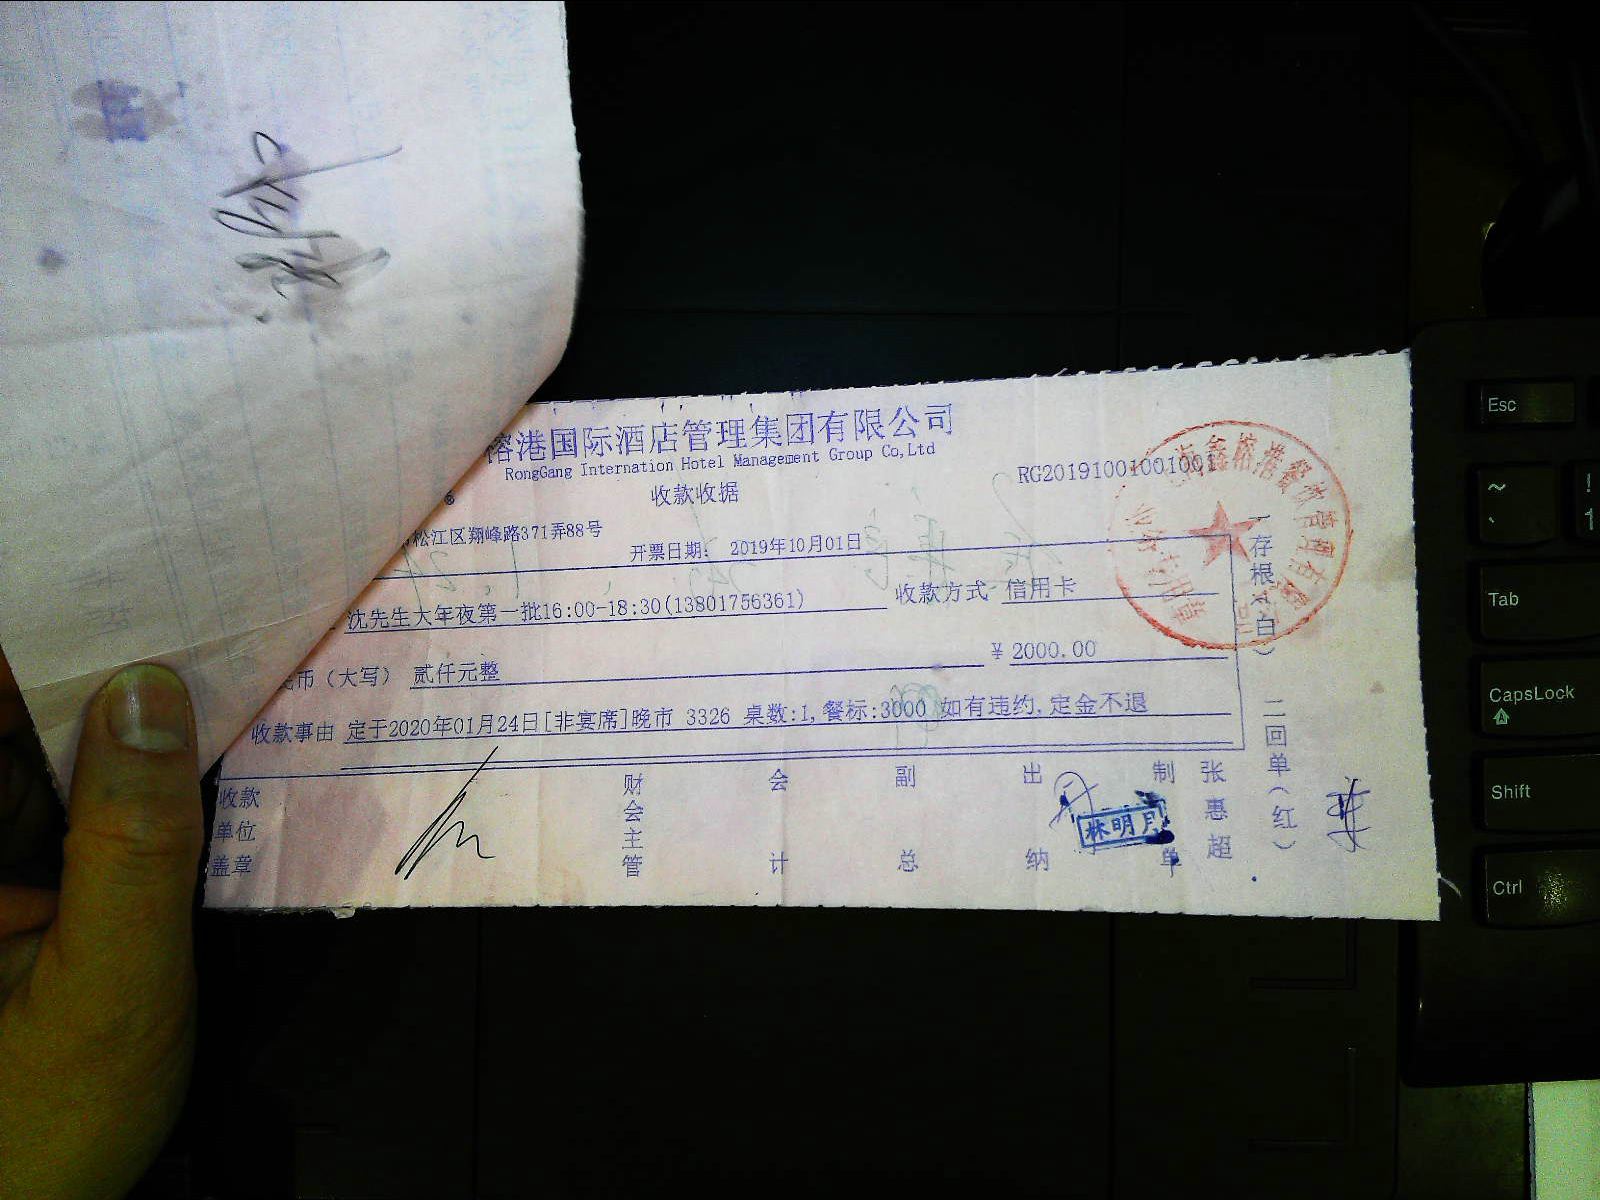 榕港国际酒店管理集团有限公司
RongGang Internation Hotel Management Group Co,Ltd
收款收据
RG20191001001001
松江区翔峰路371弄88号
开票日期: 2019年10月01日
沈先生大年夜第一批16:00-18:30(13801756361)
收款方式 信用卡
民币(大写) 贰仟元整
¥ 2000.00
收款事由 定于2020年01月24日[非宴席]晚市 3326 桌数:1,餐标:3000 如有违约,定金不退
收款单位盖章
财会主管
会计
副总
出纳
制单
张惠超
林明月
存根(白)
二回单(红)
Esc
~
`
!
1
Tab
CapsLock
Shift
Ctrl